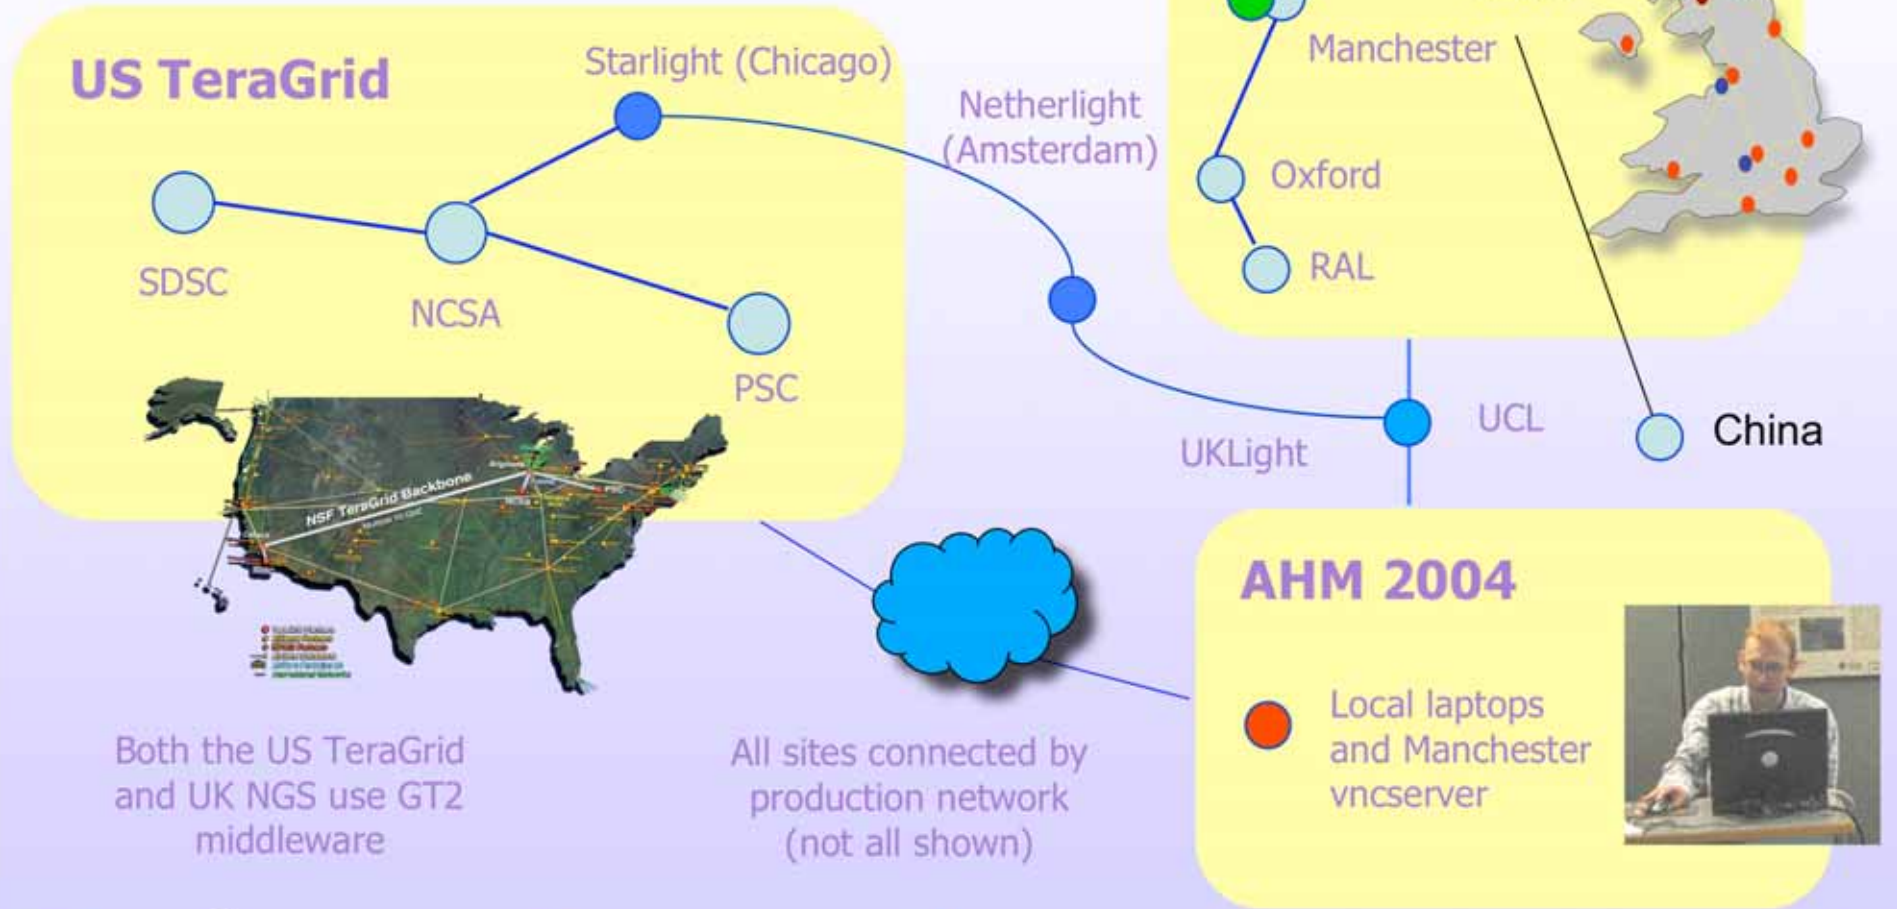 US TeraGrid
Starlight (Chicago)
Netherlight
(Amsterdam)
Manchester
Oxford
RAL
SDSC
NCSA
PSC
UKLight
UCL
China
NSF TeraGrid Backbone
AHM 2004
Local laptops
and Manchester
vncserver
Both the US TeraGrid
and UK NGS use GT2
middleware
All sites connected by
production network
(not all shown)